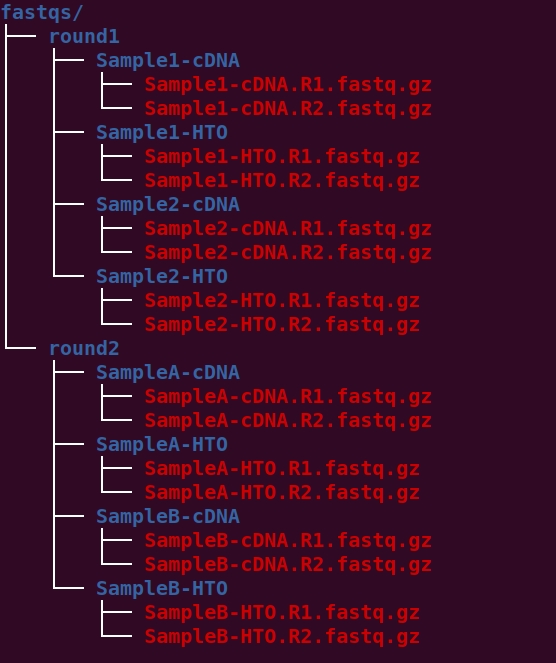 fastqs/
round1
Sample1-cDNA
Sample1-cDNA.R1.fastq.gz
Sample1-cDNA.R2.fastq.gz
Sample1-HTO
Sample1-HTO.R1.fastq.gz
Sample1-HTO.R2.fastq.gz
Sample2-cDNA
Sample2-cDNA.R1.fastq.gz
Sample2-cDNA.R2.fastq.gz
Sample2-HTO
Sample2-HTO.R1.fastq.gz
Sample2-HTO.R2.fastq.gz
round2
SampleA-cDNA
SampleA-cDNA.R1.fastq.gz
SampleA-cDNA.R2.fastq.gz
SampleA-HTO
SampleA-HTO.R1.fastq.gz
SampleA-HTO.R2.fastq.gz
SampleB-cDNA
SampleB-cDNA.R1.fastq.gz
SampleB-cDNA.R2.fastq.gz
SampleB-HTO
SampleB-HTO.R1.fastq.gz
SampleB-HTO.R2.fastq.gz